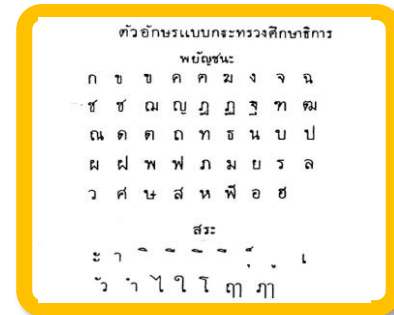 ตัวอักษรแบบกระทรวงศึกษาธิการ
พยัญชนะ
ก ข ฃ ค ฅ ฆ ง จ ฉ
ช ซ ฌ ญ ฎ ฏ ฐ ฑ ฒ
ณ ด ต ถ ท ธ น บ ป
ผ ฝ พ ฟ ภ ม ย ร ล
ว ศ ษ ส ห ฬ อ ฮ
สระ
ะ า ิ ี ึ ื ุ ู เ
ั ำ ไ ใ โ ฤๅ ฦๅ